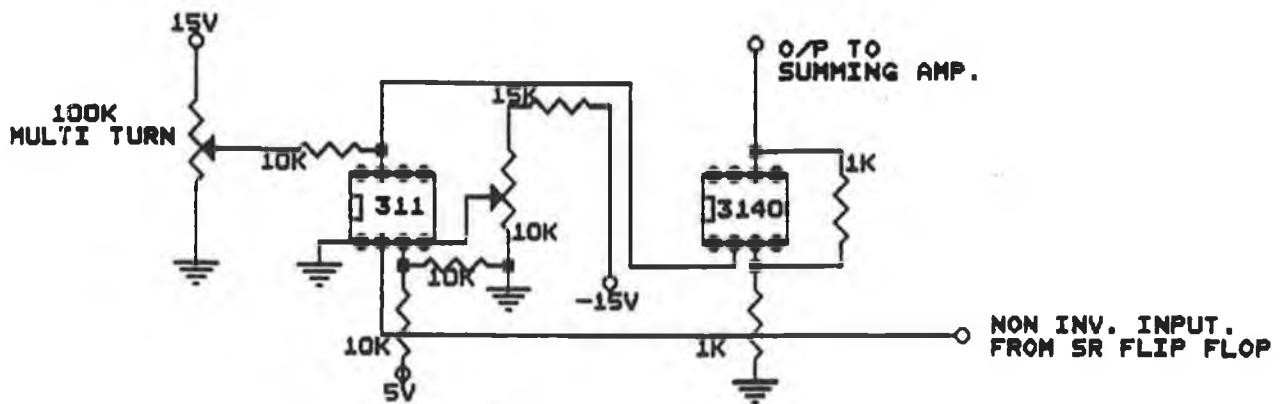 15V
O/P TO
SUMMING AMP.
100K
MULTI TURN
15K
10K
1K
311
3140
10K
10K
-15V
NON INV. INPUT.
FROM SR FLIP FLOP
10K
1K
5V